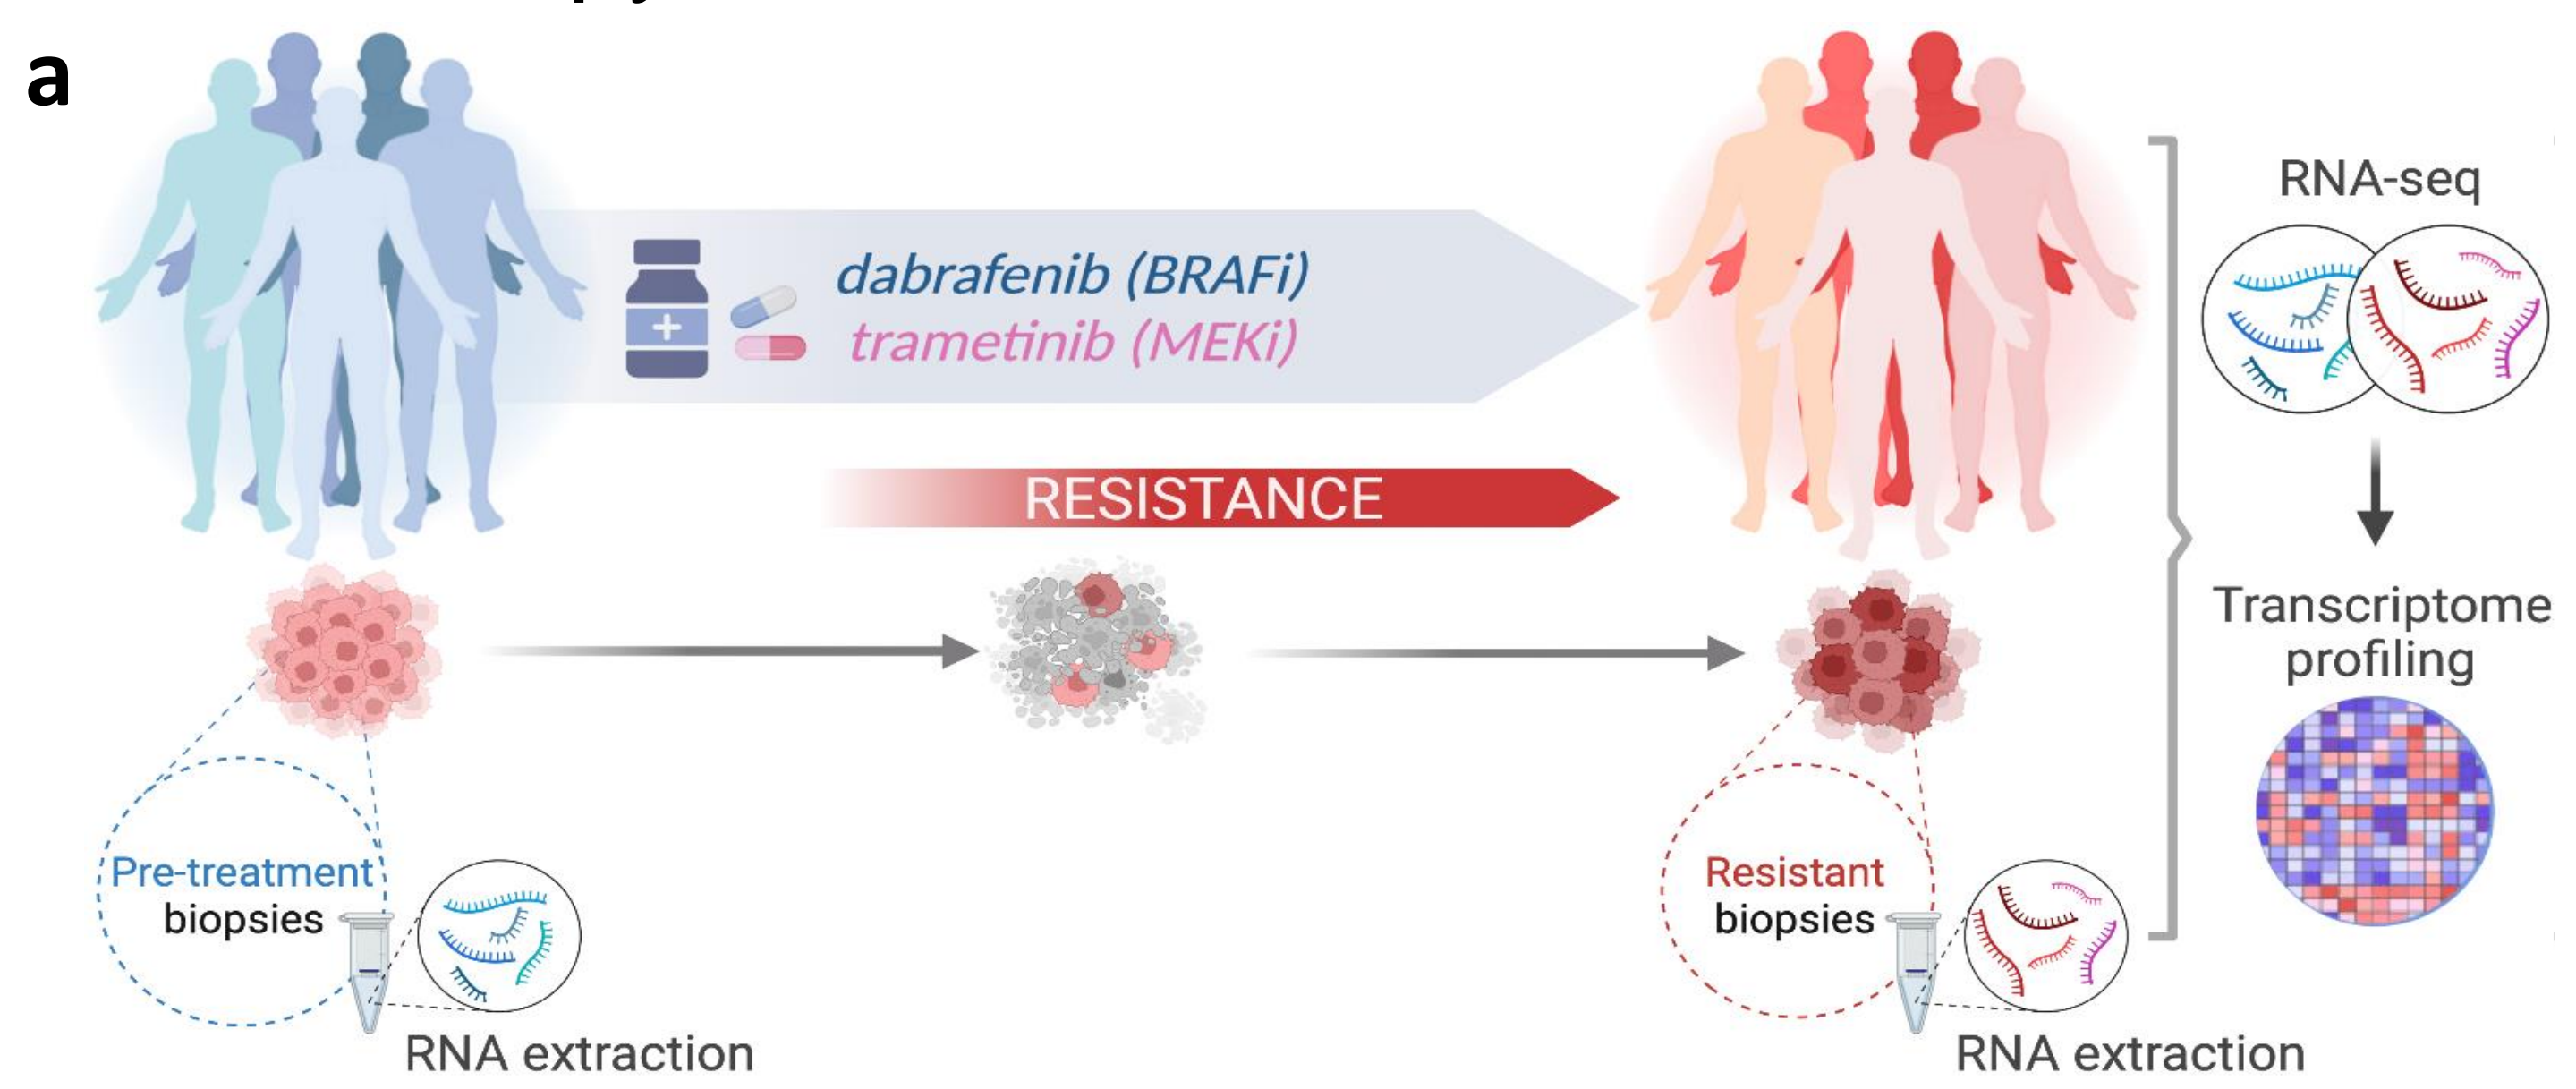 a
dabrafenib (BRAFi)
trametinib (MEKi)
RESISTANCE
Pre-treatment
biopsies
RNA extraction
Resistant
biopsies
RNA extraction
RNA-seq
Transcriptome
profiling